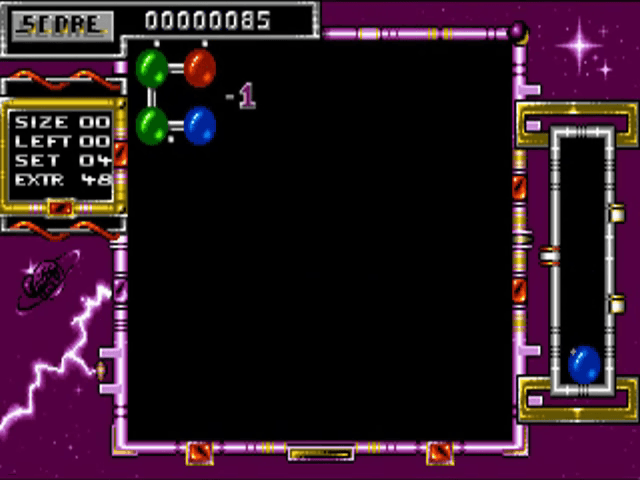 SCORE 00000085
-1
SIZE 00
LEFT 00
SET 04
EXTR 48